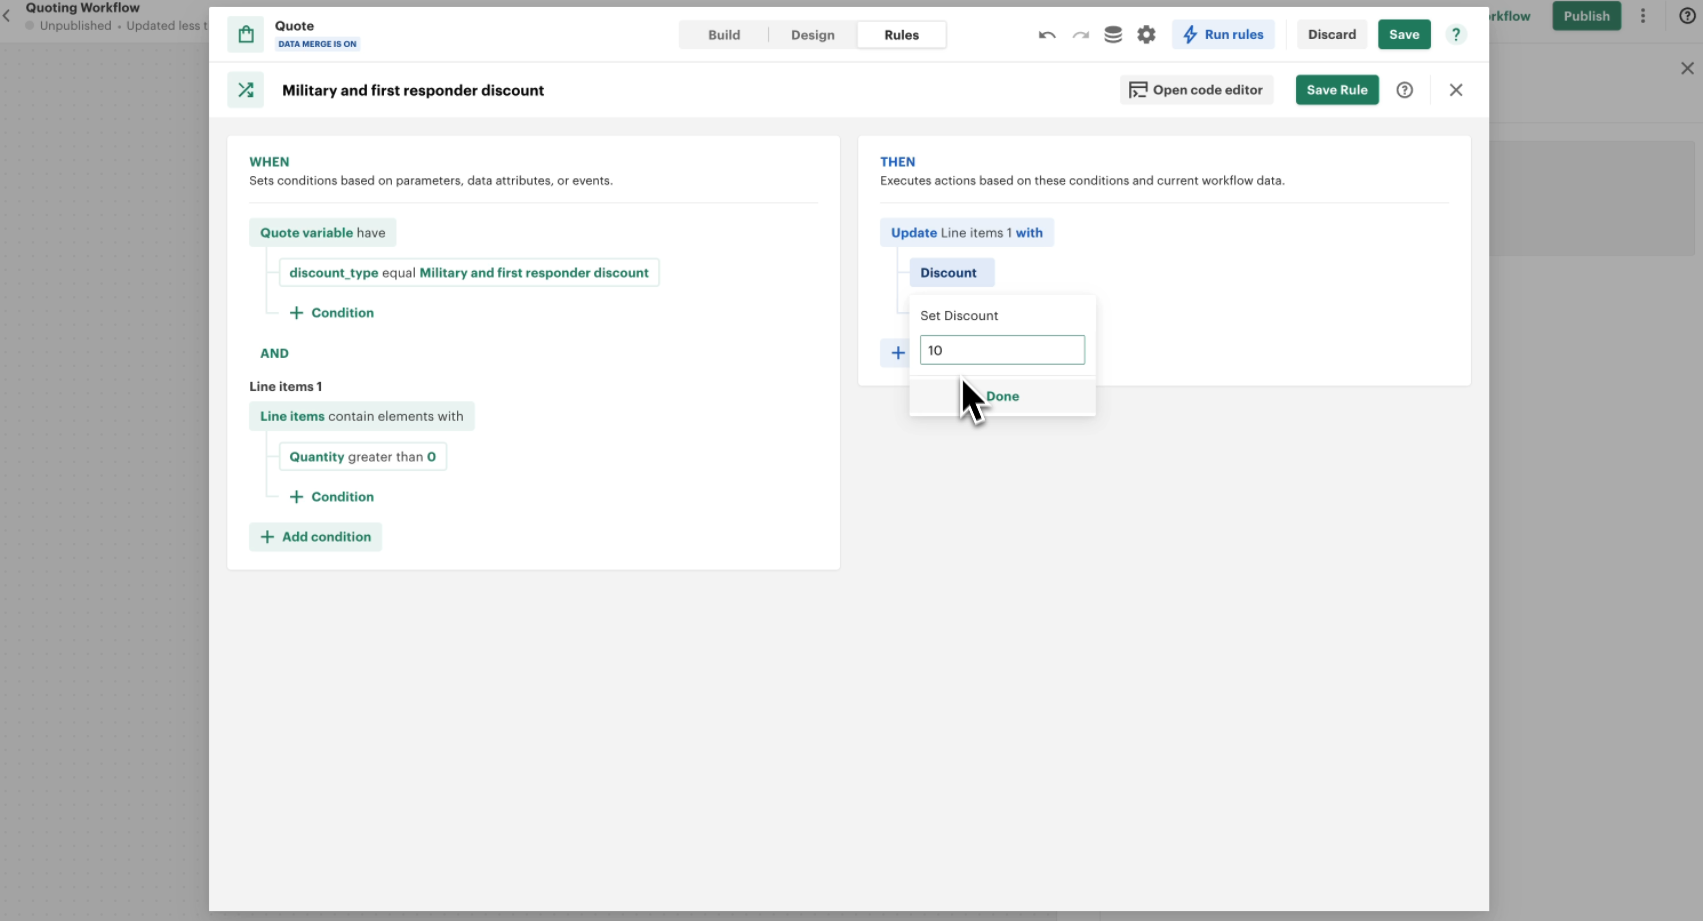 Quoting Workflow
Unpublished • Updated less t
rkflow
Publish
?
Quote
DATA MERGE IS ON
Build
Design
Rules
Run rules
Discard
Save
?
Military and first responder discount
Open code editor
Save Rule
?
WHEN
Sets conditions based on parameters, data attributes, or events.
Quote variable have
discount_type equal Military and first responder discount
+ Condition
AND
Line items 1
Line items contain elements with
Quantity greater than 0
+ Condition
+ Add condition
THEN
Executes actions based on these conditions and current workflow data.
Update Line items 1 with
Discount
Set Discount
10
+
Done